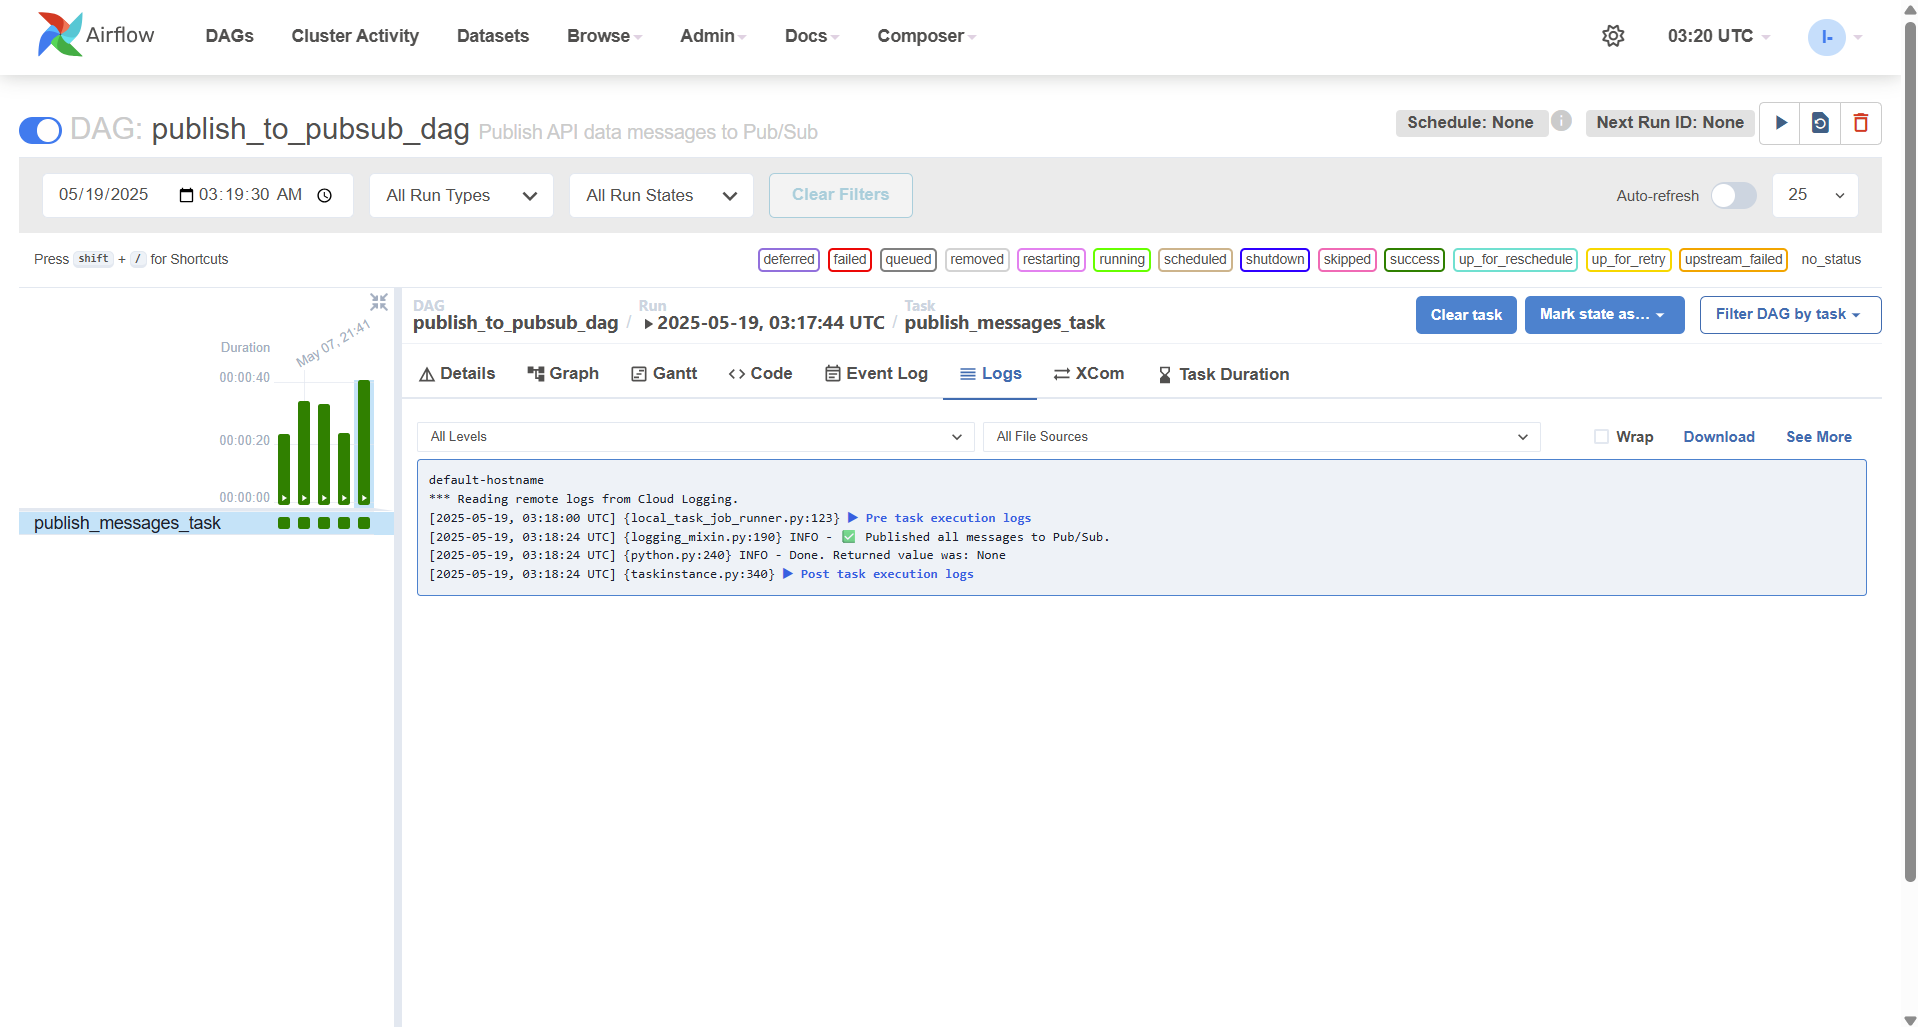 Airflow DAGs Cluster Activity Datasets Browse Admin Docs Composer 03:20 UTC I-
DAG: publish_to_pubsub_dag Publish API data messages to Pub/Sub Schedule: None i Next Run ID: None
05/19/2025 03:19:30 AM All Run Types All Run States Clear Filters Auto-refresh 25
Press shift + / for Shortcuts deferred failed queued removed restarting running scheduled shutdown skipped success up_for_reschedule up_for_retry upstream_failed no_status
Duration
May 07, 21:41
00:00:40
00:00:20
00:00:00
publish_messages_task
DAG Run Task
publish_to_pubsub_dag / 2025-05-19, 03:17:44 UTC / publish_messages_task Clear task Mark state as... Filter DAG by task
Details Graph Gantt Code Event Log Logs XCom Task Duration
All Levels All File Sources Wrap Download See More
default-hostname
*** Reading remote logs from Cloud Logging.
[2025-05-19, 03:18:00 UTC] {local_task_job_runner.py:123} ▶ Pre task execution logs
[2025-05-19, 03:18:24 UTC] {logging_mixin.py:190} INFO - ✅ Published all messages to Pub/Sub.
[2025-05-19, 03:18:24 UTC] {python.py:240} INFO - Done. Returned value was: None
[2025-05-19, 03:18:24 UTC] {taskinstance.py:340} ▶ Post task execution logs